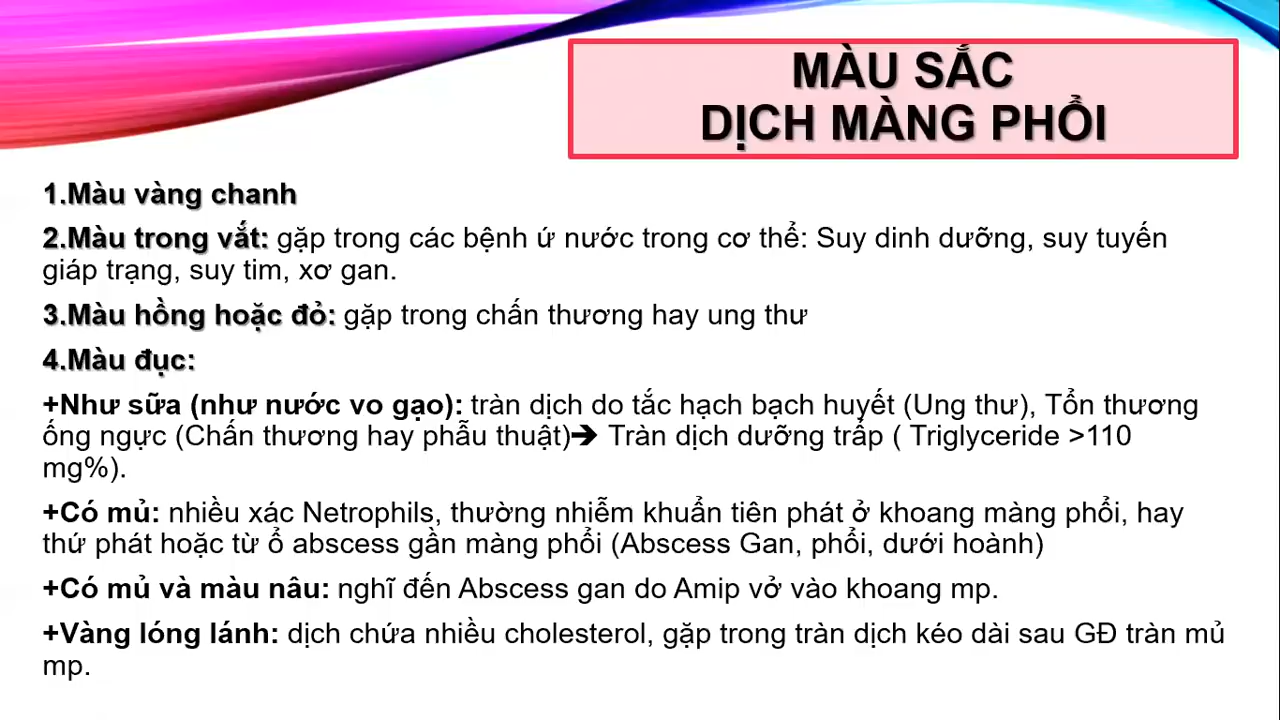 MÀU SẮC
DỊCH MÀNG PHỔI
1.Màu vàng chanh
2.Màu trong vắt: gặp trong các bệnh ứ nước trong cơ thể: Suy dinh dưỡng, suy tuyến
giáp trạng, suy tim, xơ gan.
3.Màu hồng hoặc đỏ: gặp trong chấn thương hay ung thư
4.Màu đục:
+Như sữa (như nước vo gạo): tràn dịch do tắc hạch bạch huyết (Ung thư), Tổn thương
ống ngực (Chấn thương hay phẫu thuật)➔ Tràn dịch dưỡng trấp ( Triglyceride >110
mg%).
+Có mủ: nhiều xác Netrophils, thường nhiễm khuẩn tiên phát ở khoang màng phổi, hay
thứ phát hoặc từ ổ abscess gần màng phổi (Abscess Gan, phổi, dưới hoành)
+Có mủ và màu nâu: nghĩ đến Abscess gan do Amip vở vào khoang mp.
+Vàng lóng lánh: dịch chứa nhiều cholesterol, gặp trong tràn dịch kéo dài sau GĐ tràn mủ
mp.